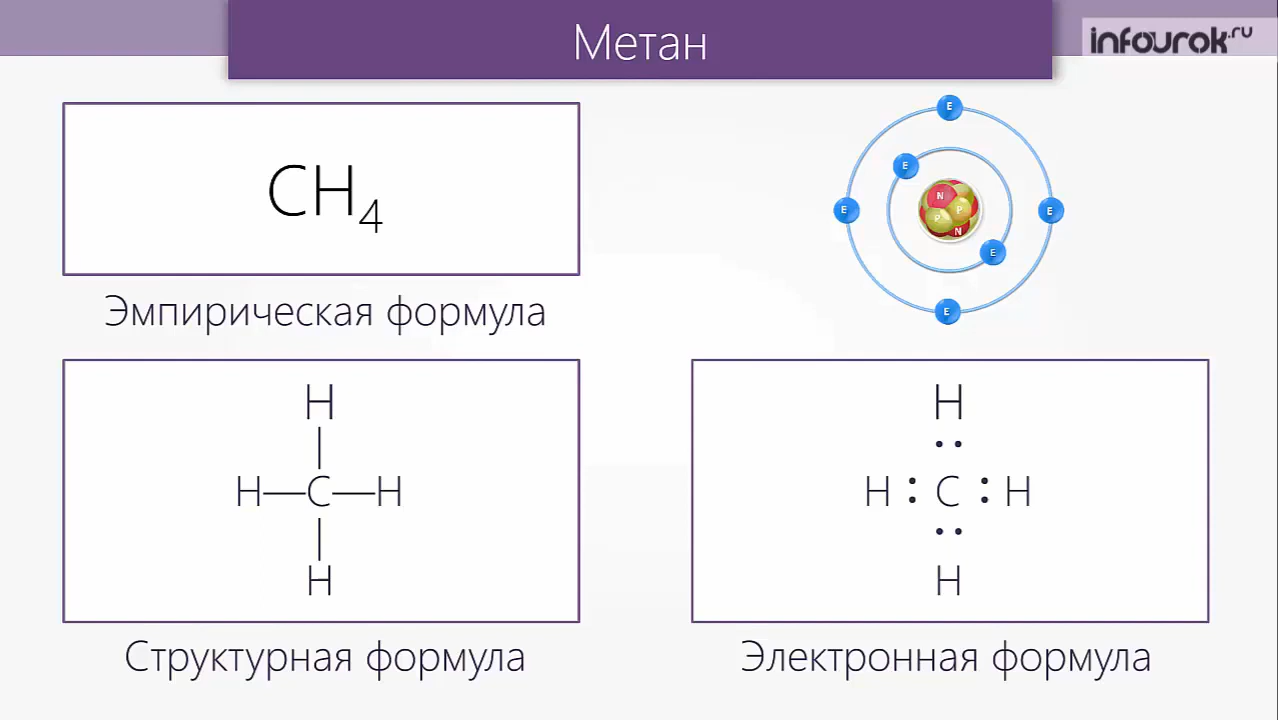 Метан
infourok.ru
CH₄
Эмпирическая формула
E
E
E
E
E
E
N
P
P
N
H
H—C—H
H
Структурная формула
H
··
H : C : H
··
H
Электронная формула